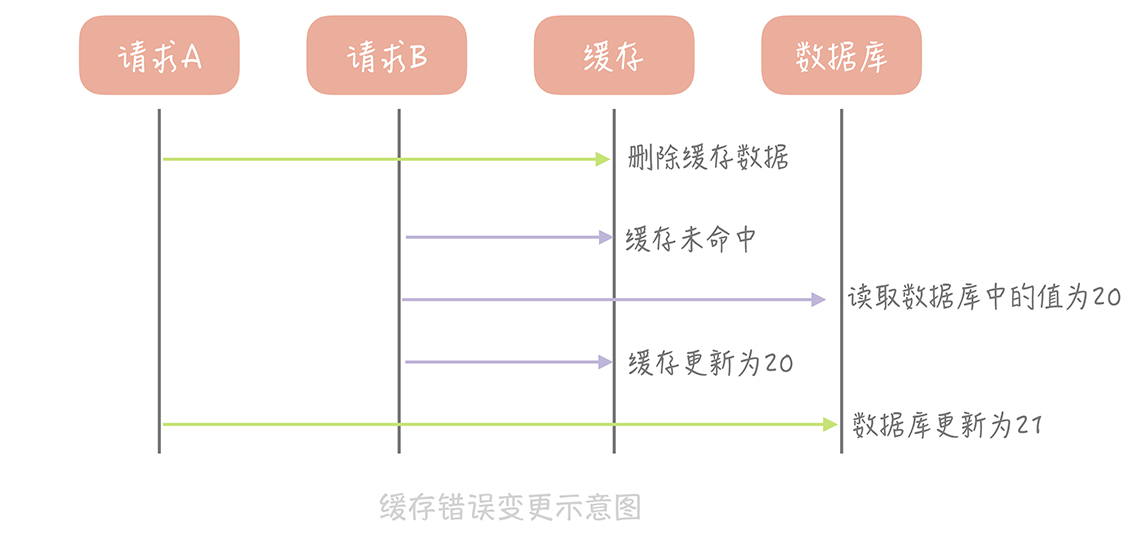 请求A
请求B
缓存
数据库
删除缓存数据
缓存未命中
读取数据库中的值为20
缓存更新为20
数据库更新为21
缓存错误变更示意图